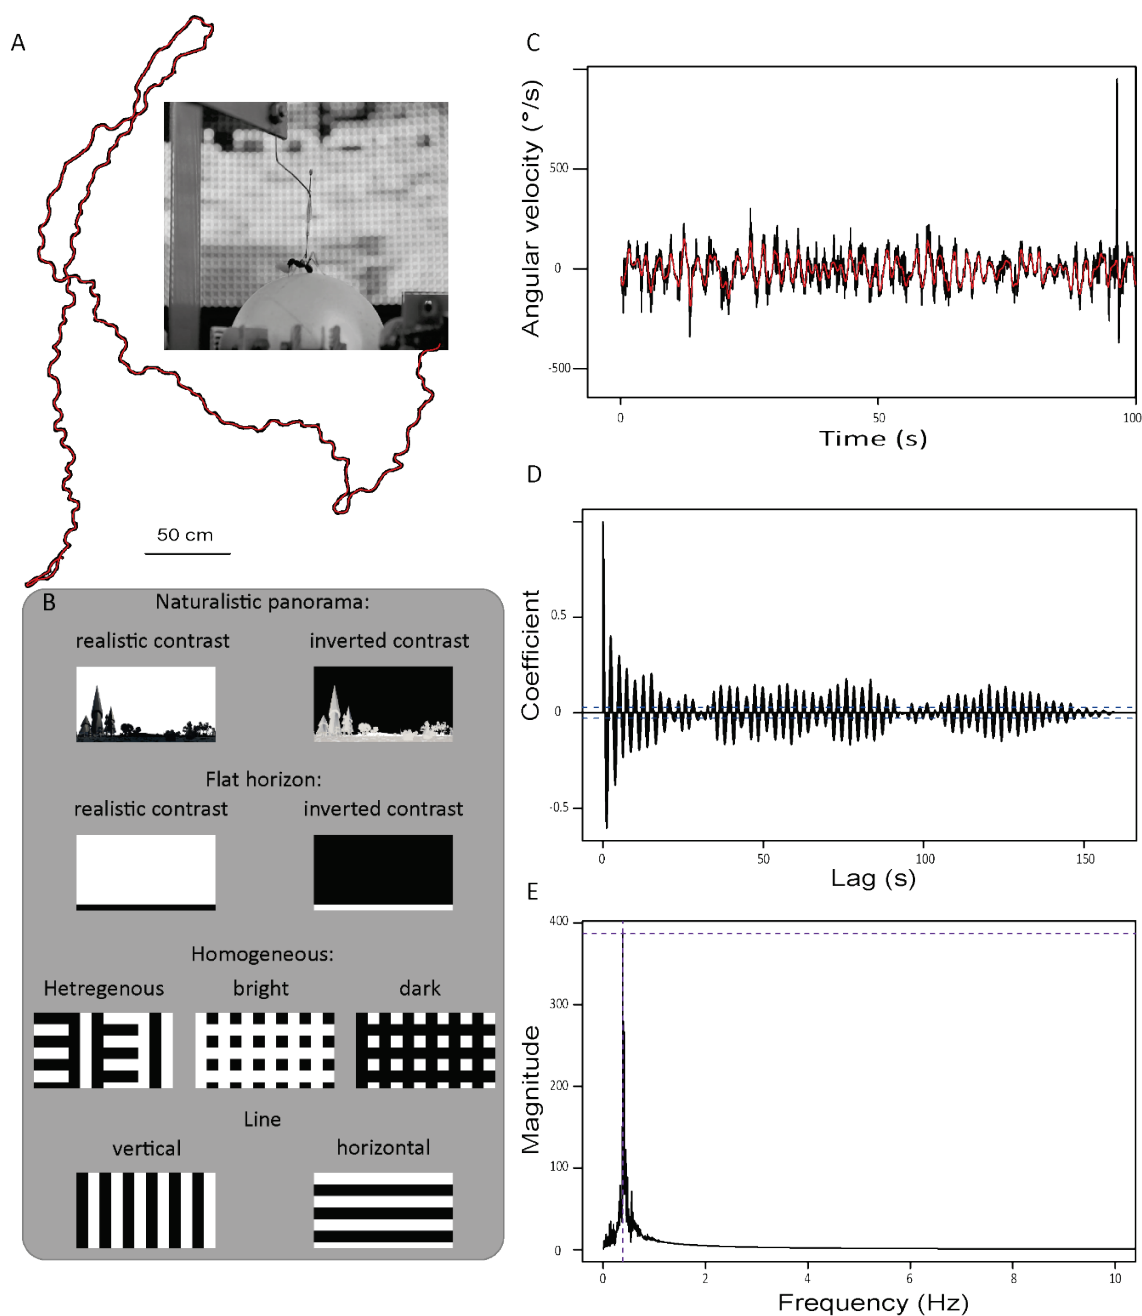 A
50 cm
B
Naturalistic panorama:
realistic contrast
inverted contrast
Flat horizon:
realistic contrast
inverted contrast
Homogeneous:
Hetregenous
bright
dark
Line
vertical
horizontal
C
Angular velocity (°/s)
500
0
-500
0
50
100
Time (s)
D
Coefficient
0.5
0
-0.5
0
50
100
150
Lag (s)
E
Magnitude
400
300
200
100
0
0
2
4
6
8
10
Frequency (Hz)